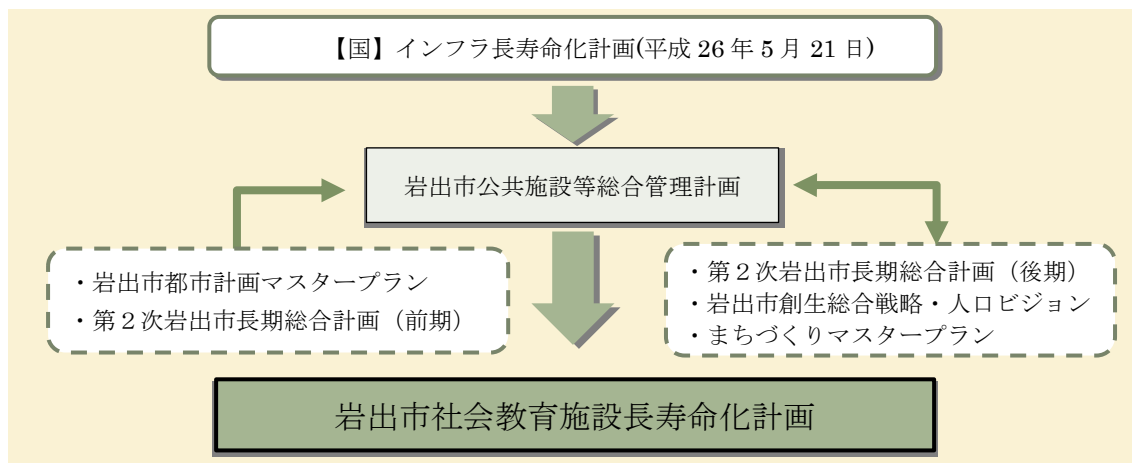 【国】インフラ長寿命化計画(平成 26 年 5 月 21 日)
岩出市公共施設等総合管理計画
・岩出市都市計画マスタープラン
・第２次岩出市長期総合計画（前期）
・第２次岩出市長期総合計画（後期）
・岩出市創生総合戦略・人口ビジョン
・まちづくりマスタープラン
岩出市社会教育施設長寿命化計画